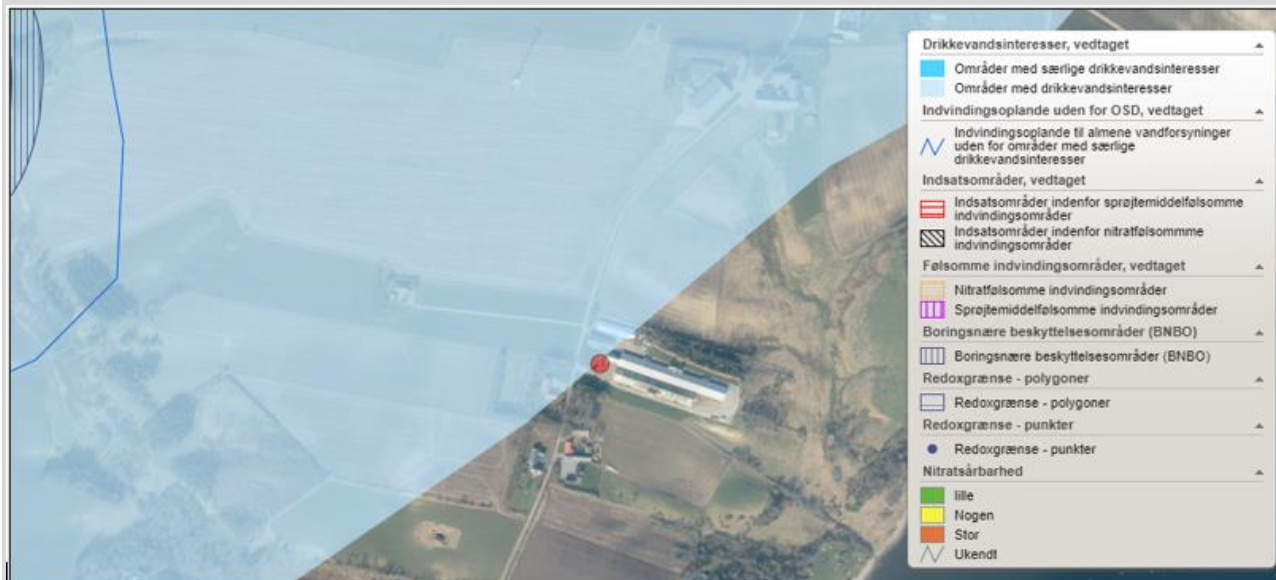 Drikkevandsinteresser, vedtaget
Områder med særlige drikkevandsinteresser
Områder med drikkevandsinteresser
Indvindingsoplande uden for OSD, vedtaget
Indvindingsoplande til almene vandforsyninger
uden for områder med særlige
drikkevandsinteresser
Indsatsområder, vedtaget
Indsatsområder indenfor sprøjtemiddelfølsomme
indvindingsområder
Indsatsområder indenfor nitratfølsommme
indvindingsområder
Følsomme indvindingsområder, vedtaget
Nitratfølsomme indvindingsområder
Sprøjtemiddelfølsomme indvindingsområder
Boringsnære beskyttelsesområder (BNBO)
Boringsnære beskyttelsesområder (BNBO)
Redoxgrænse - polygoner
Redoxgrænse - polygoner
Redoxgrænse - punkter
Redoxgrænse - punkter
Nitratsårbarhed
lille
Nogen
Stor
Ukendt